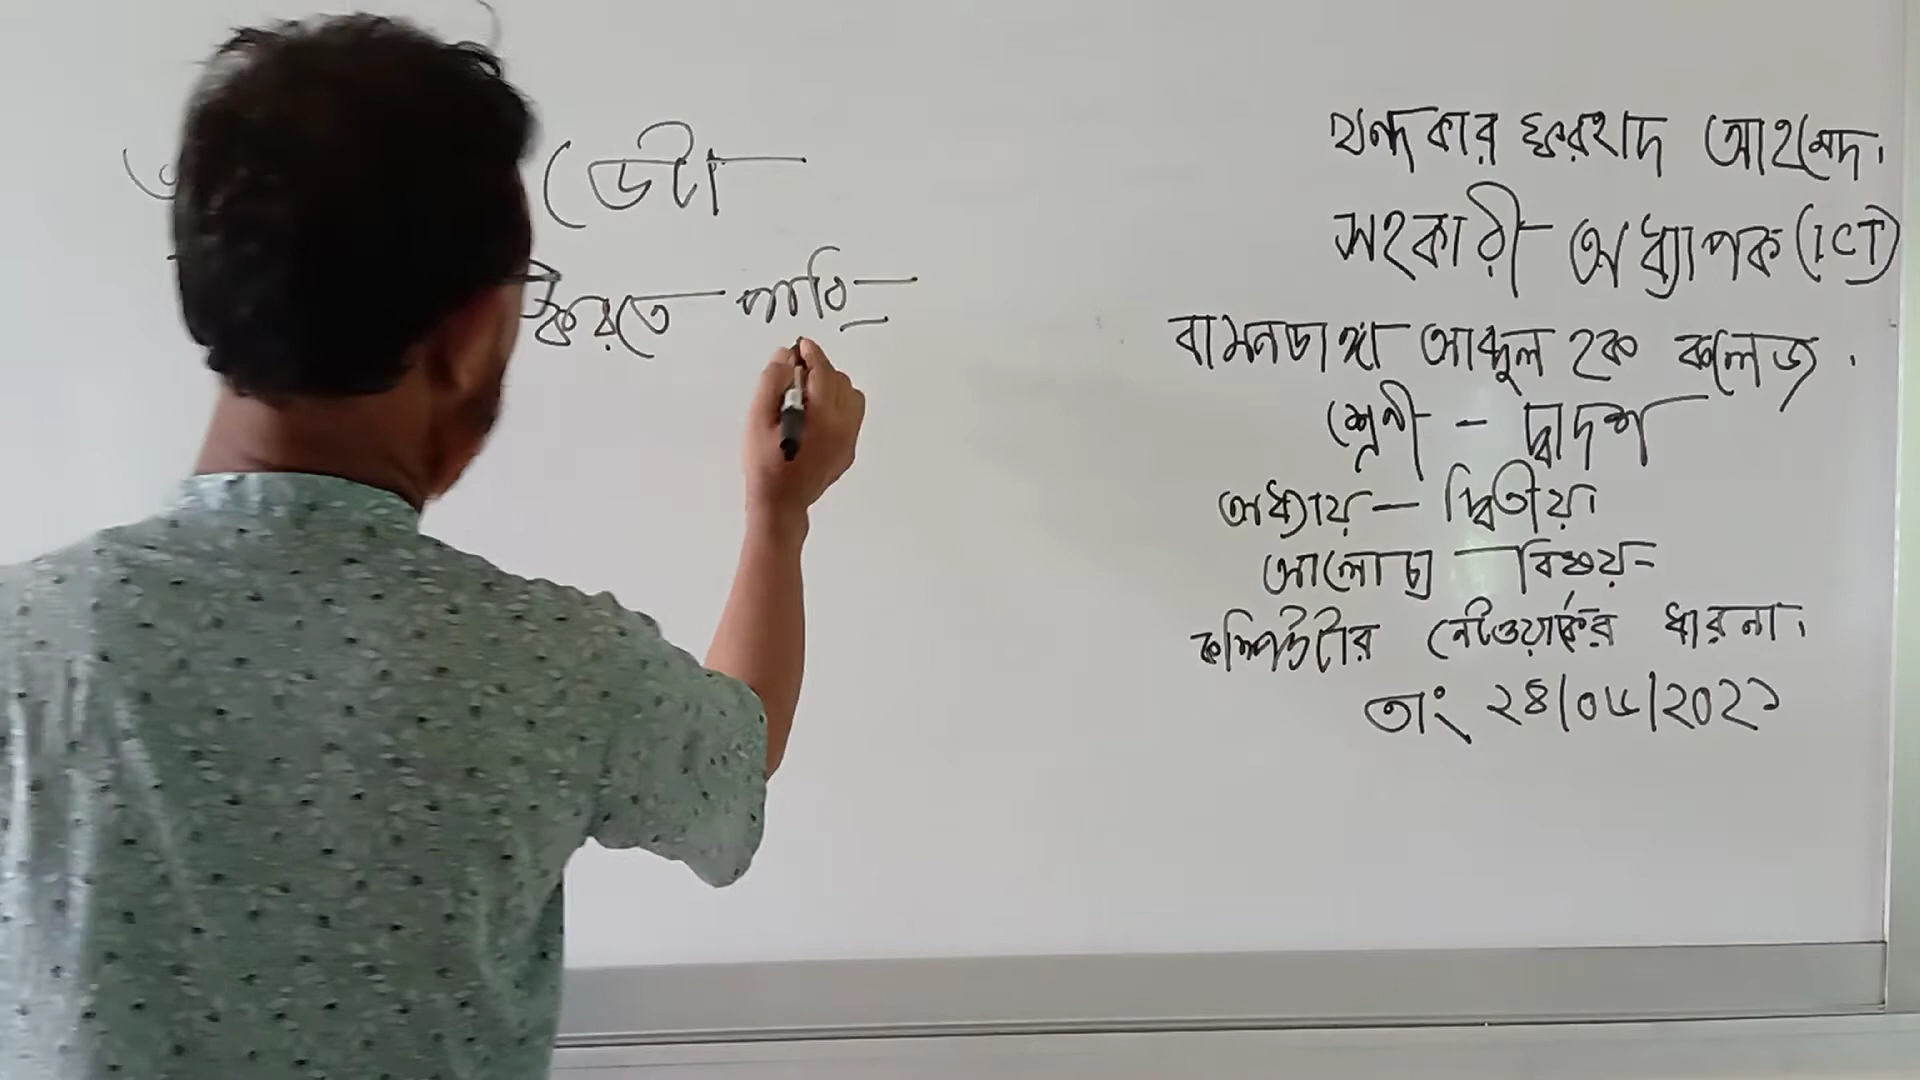 ডেটা
করতে পারি
খন্দকার ফরহাদ আহমেদ।
সহকারী অধ্যাপক (ICT)
বামনডাঙ্গা আব্দুল হক কলেজ।
শ্রেনী - দ্বাদশ
অধ্যায় - দ্বিতীয়।
আলোচ্য বিষয়-
কম্পিউটার নেটওয়ার্কের ধারনা।
তাং ২৪/০৬/২০২১